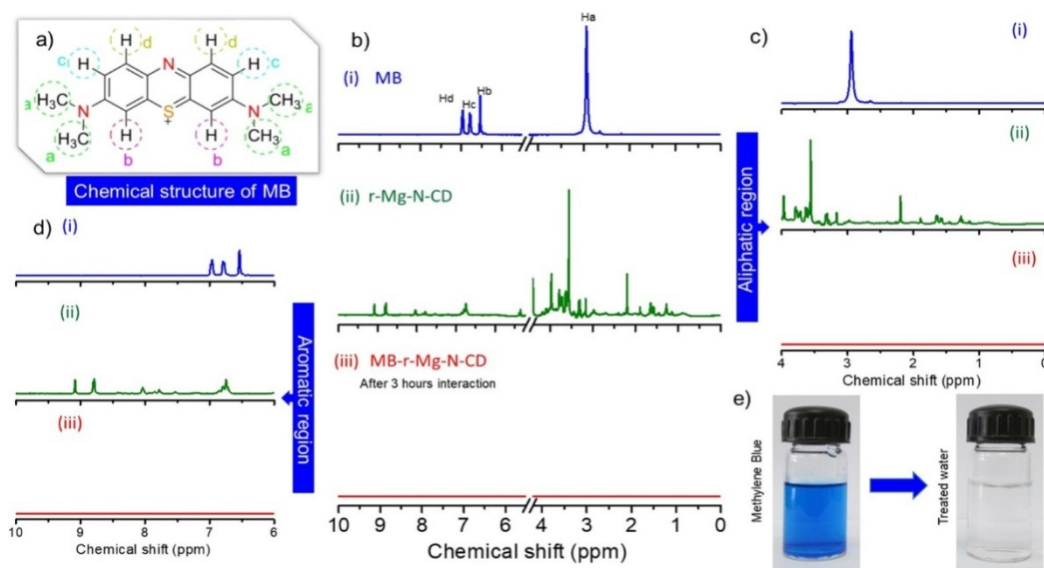 a)
H d
d H
c H
N
H c
a H3C
N
S
+
N
CH3 a
H3C
a
H
b
H
b
CH3
a
Chemical structure of MB
b)
(i) MB
Hd
Hc
Hb
Ha
(ii) r-Mg-N-CD
(iii) MB-r-Mg-N-CD
After 3 hours interaction
10 9 8 7 6 4 3 2 1 0
Chemical shift (ppm)
c)
(i)
(ii)
(iii)
Aliphatic region
4 3 2 1 0
Chemical shift (ppm)
d)
(i)
(ii)
(iii)
Aromatic region
10 9 8 7 6
Chemical shift (ppm)
e)
Methylene Blue
Treated water